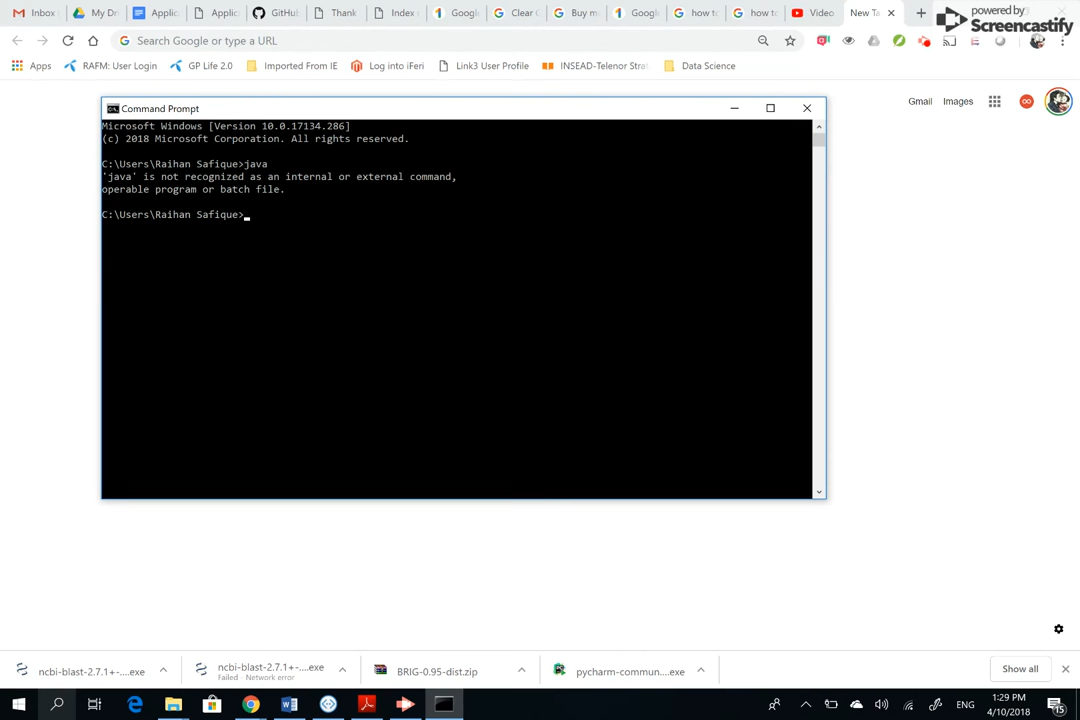 Inbox
My Dr
Applic
Applic
GitHu
Thank
Index
Google
Clear C
Buy m
Google
how to
how to
Video
New Ta
powered by
Screencastify
Search Google or type a URL
Apps
RAFM: User Login
GP Life 2.0
Imported From IE
Log into iFeri
Link3 User Profile
INSEAD-Telenor Strat
Data Science
Gmail
Images
Command Prompt
Microsoft Windows [Version 10.0.17134.286]
(c) 2018 Microsoft Corporation. All rights reserved.
C:\Users\Raihan Safique>java
'java' is not recognized as an internal or external command,
operable program or batch file.
C:\Users\Raihan Safique>
ncbi-blast-2.7.1+-....exe
ncbi-blast-2.7.1+-....exe
Failed - Network error
BRIG-0.95-dist.zip
pycharm-commun....exe
Show all
ENG
1:29 PM
4/10/2018
15